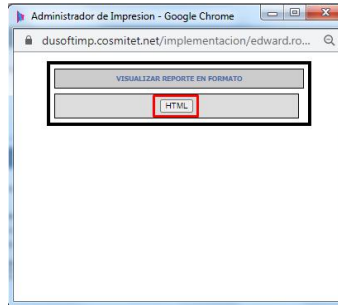 Administrador de Impresion - Google Chrome
dusoftimp.cosmitet.net/implementacion/edward.ro...
VISUALIZAR REPORTE EN FORMATO
HTML